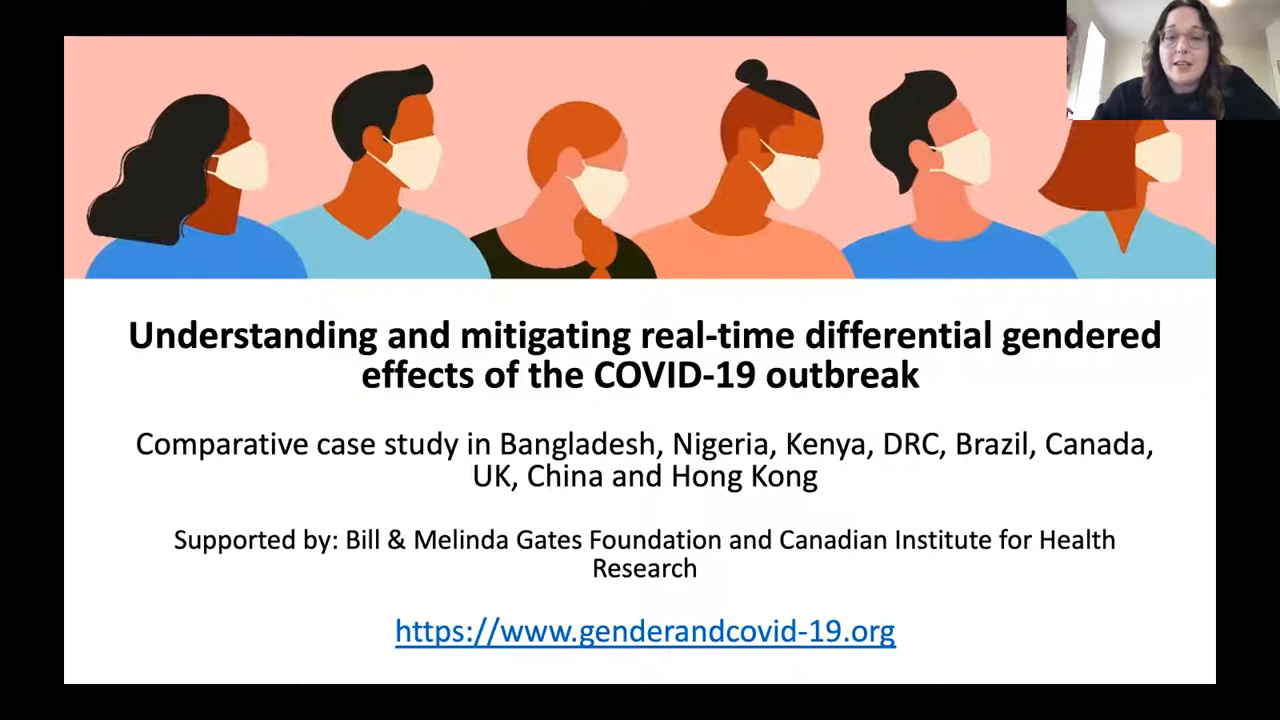 Understanding and mitigating real-time differential gendered
effects of the COVID-19 outbreak
Comparative case study in Bangladesh, Nigeria, Kenya, DRC, Brazil, Canada,
UK, China and Hong Kong
Supported by: Bill & Melinda Gates Foundation and Canadian Institute for Health
Research
https://www.genderandcovid-19.org